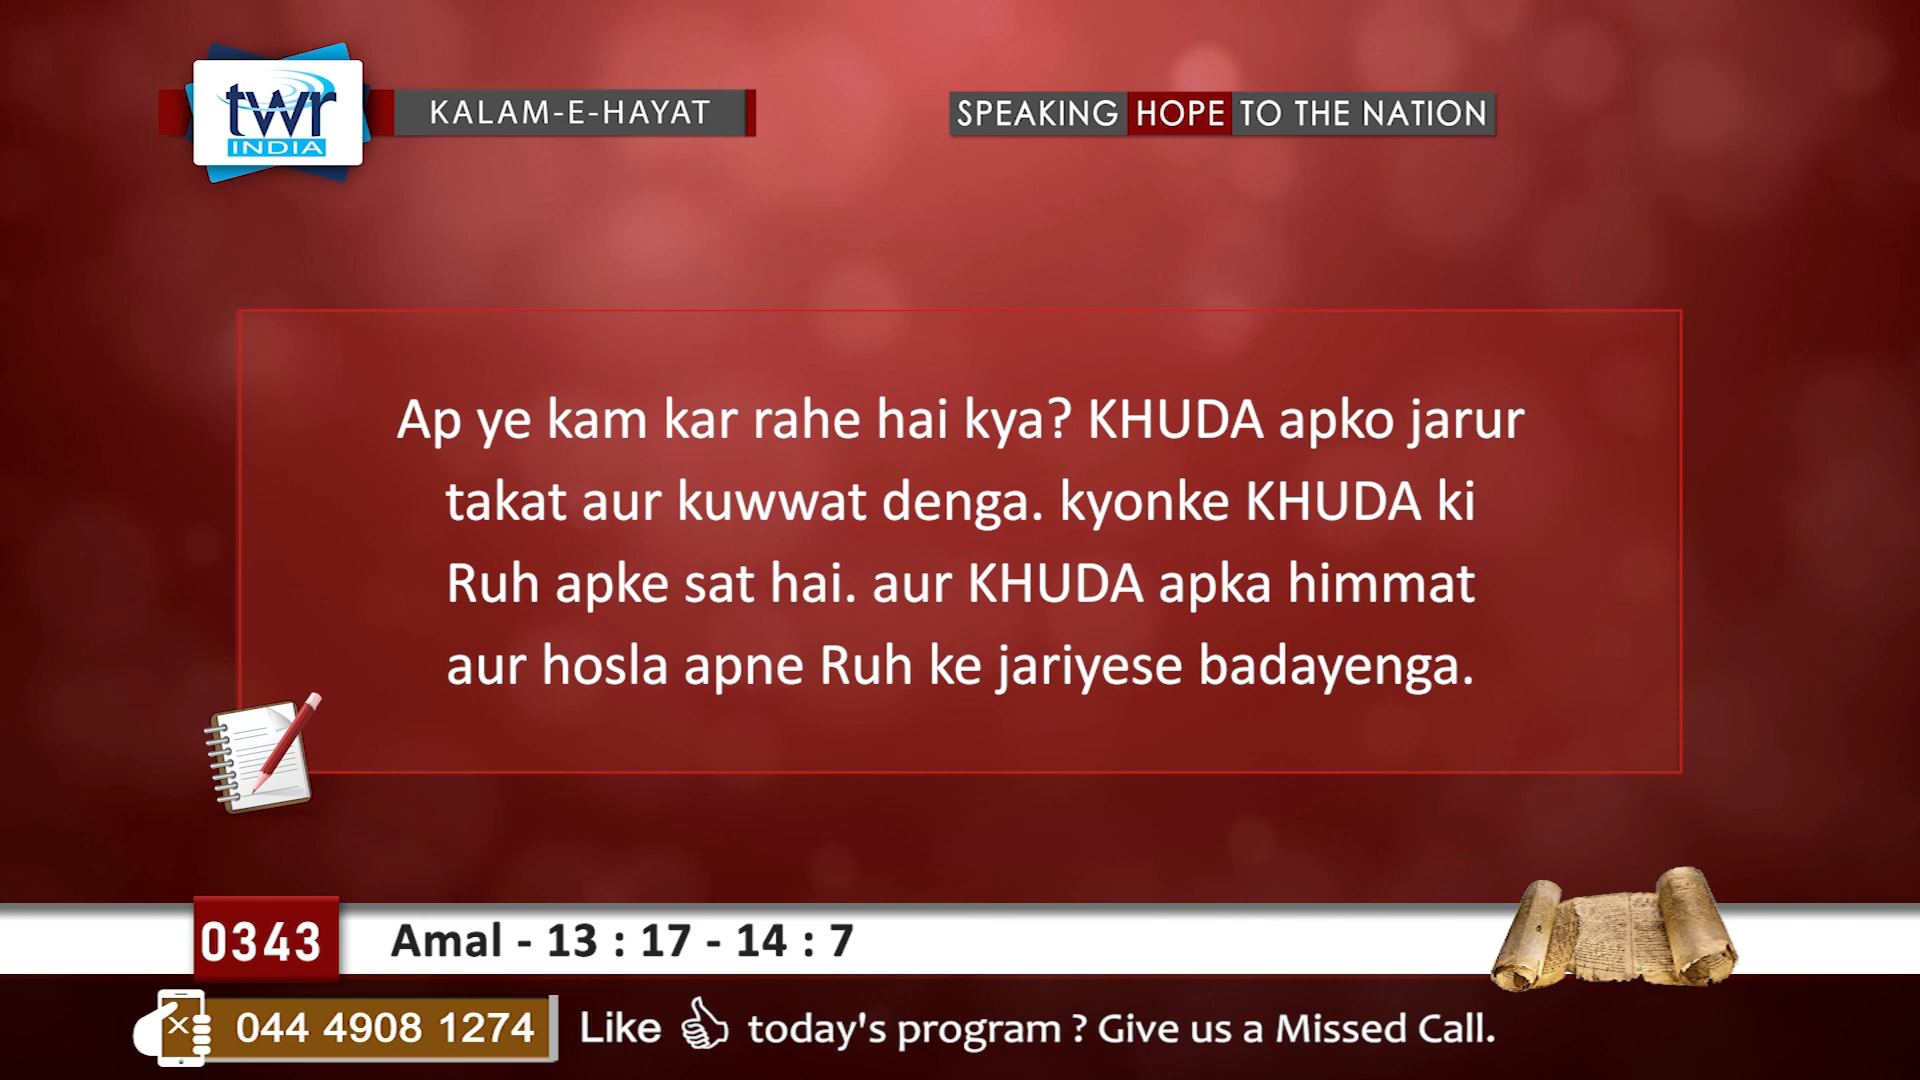 twr
INDIA
KALAM-E-HAYAT
SPEAKING HOPE TO THE NATION
Ap ye kam kar rahe hai kya? KHUDA apko jarur
takat aur kuwwat denga. kyonke KHUDA ki
Ruh apke sat hai. aur KHUDA apka himmat
aur hosla apne Ruh ke jariyese badayenga.
0343
Amal - 13 : 17 - 14 : 7
044 4908 1274
Like today's program ? Give us a Missed Call.